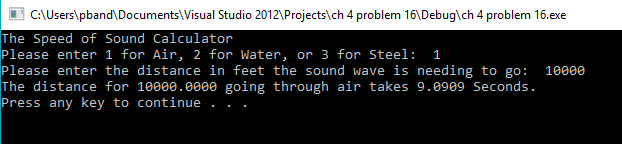 C:\Users\pband\Documents\Visual Studio 2012\Projects\ch 4 problem 16\Debug\ch 4 problem 16.exe
The Speed of Sound Calculator
Please enter 1 for Air, 2 for Water, or 3 for Steel:  1
Please enter the distance in feet the sound wave is needing to go:  10000
The distance for 10000.0000 going through air takes 9.0909 Seconds.
Press any key to continue . . .